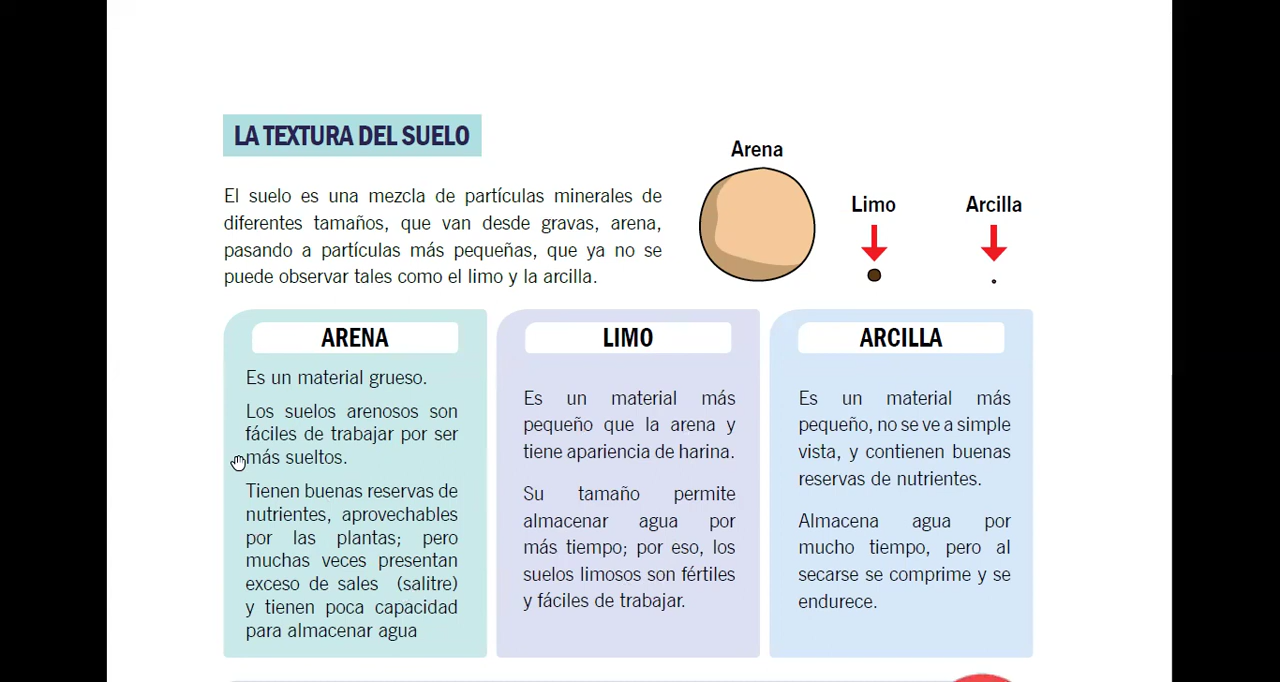 LA TEXTURA DEL SUELO
El suelo es una mezcla de partículas minerales de
diferentes tamaños, que van desde gravas, arena,
pasando a partículas más pequeñas, que ya no se
puede observar tales como el limo y la arcilla.
Arena
Limo
Arcilla
ARENA
Es un material grueso.
Los suelos arenosos son
fáciles de trabajar por ser
más sueltos.
Tienen buenas reservas de
nutrientes, aprovechables
por las plantas; pero
muchas veces presentan
exceso de sales (salitre)
y tienen poca capacidad
para almacenar agua
LIMO
Es un material más
pequeño que la arena y
tiene apariencia de harina.
Su tamaño permite
almacenar agua por
más tiempo; por eso, los
suelos limosos son fértiles
y fáciles de trabajar.
ARCILLA
Es un material más
pequeño, no se ve a simple
vista, y contienen buenas
reservas de nutrientes.
Almacena agua por
mucho tiempo, pero al
secarse se comprime y se
endurece.